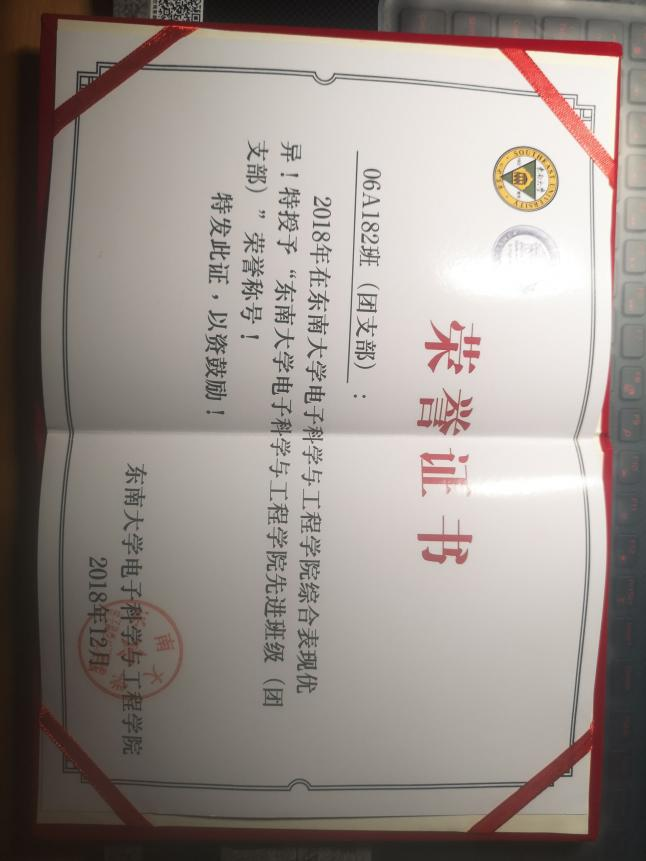 SOUTHEAST UNIVERSITY
荣誉证书
06A182班（团支部）：
2018年在东南大学电子科学与工程学院综合表现优
异！特授予“东南大学电子科学与工程学院先进班级（团
支部）”荣誉称号！
特发此证，以资鼓励！
东南大学电子科学与工程学院
2018年12月